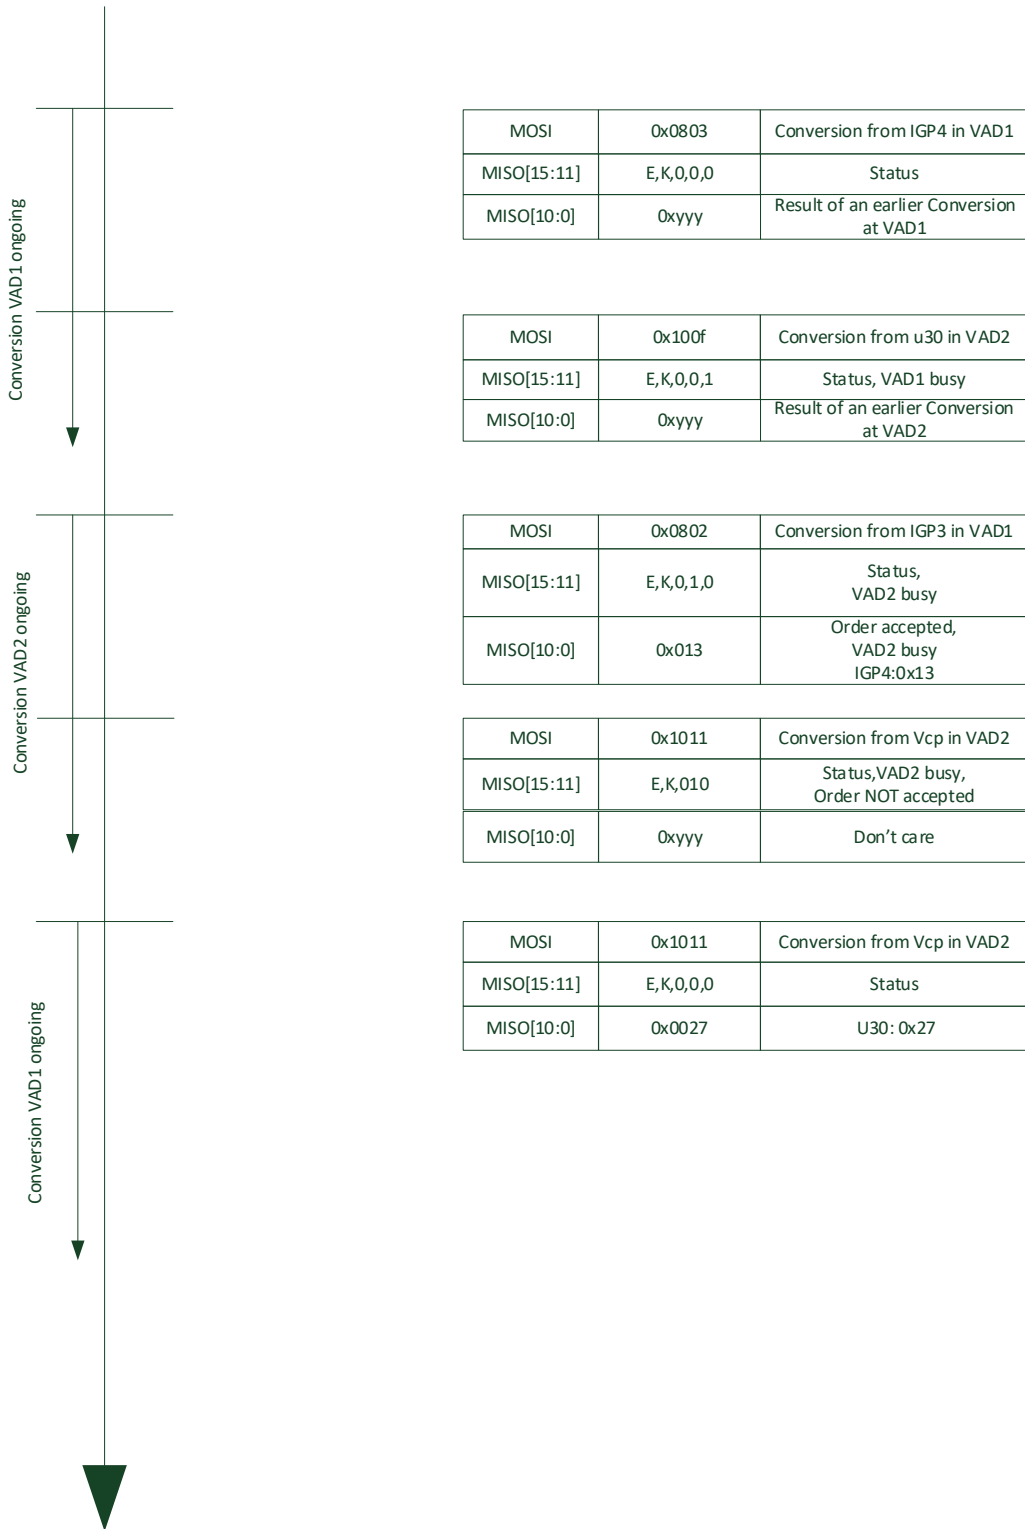 Conversion VAD1 ongoing
MOSI 0x0803 Conversion from IGP4 in VAD1
MISO[15:11] E,K,0,0,0 Status
MISO[10:0] 0xyyy Result of an earlier Conversion
at VAD1
MOSI 0x100f Conversion from u30 in VAD2
MISO[15:11] E,K,0,0,1 Status, VAD1 busy
MISO[10:0] 0xyyy Result of an earlier Conversion
at VAD2
Conversion VAD2 ongoing
MOSI 0x0802 Conversion from IGP3 in VAD1
MISO[15:11] E,K,0,1,0 Status,
VAD2 busy
MISO[10:0] 0x013 Order accepted,
VAD2 busy
IGP4:0x13
MOSI 0x1011 Conversion from Vcp in VAD2
MISO[15:11] E,K,010 Status,VAD2 busy,
Order NOT accepted
MISO[10:0] 0xyyy Don’t care
Conversion VAD1 ongoing
MOSI 0x1011 Conversion from Vcp in VAD2
MISO[15:11] E,K,0,0,0 Status
MISO[10:0] 0x0027 U30: 0x27